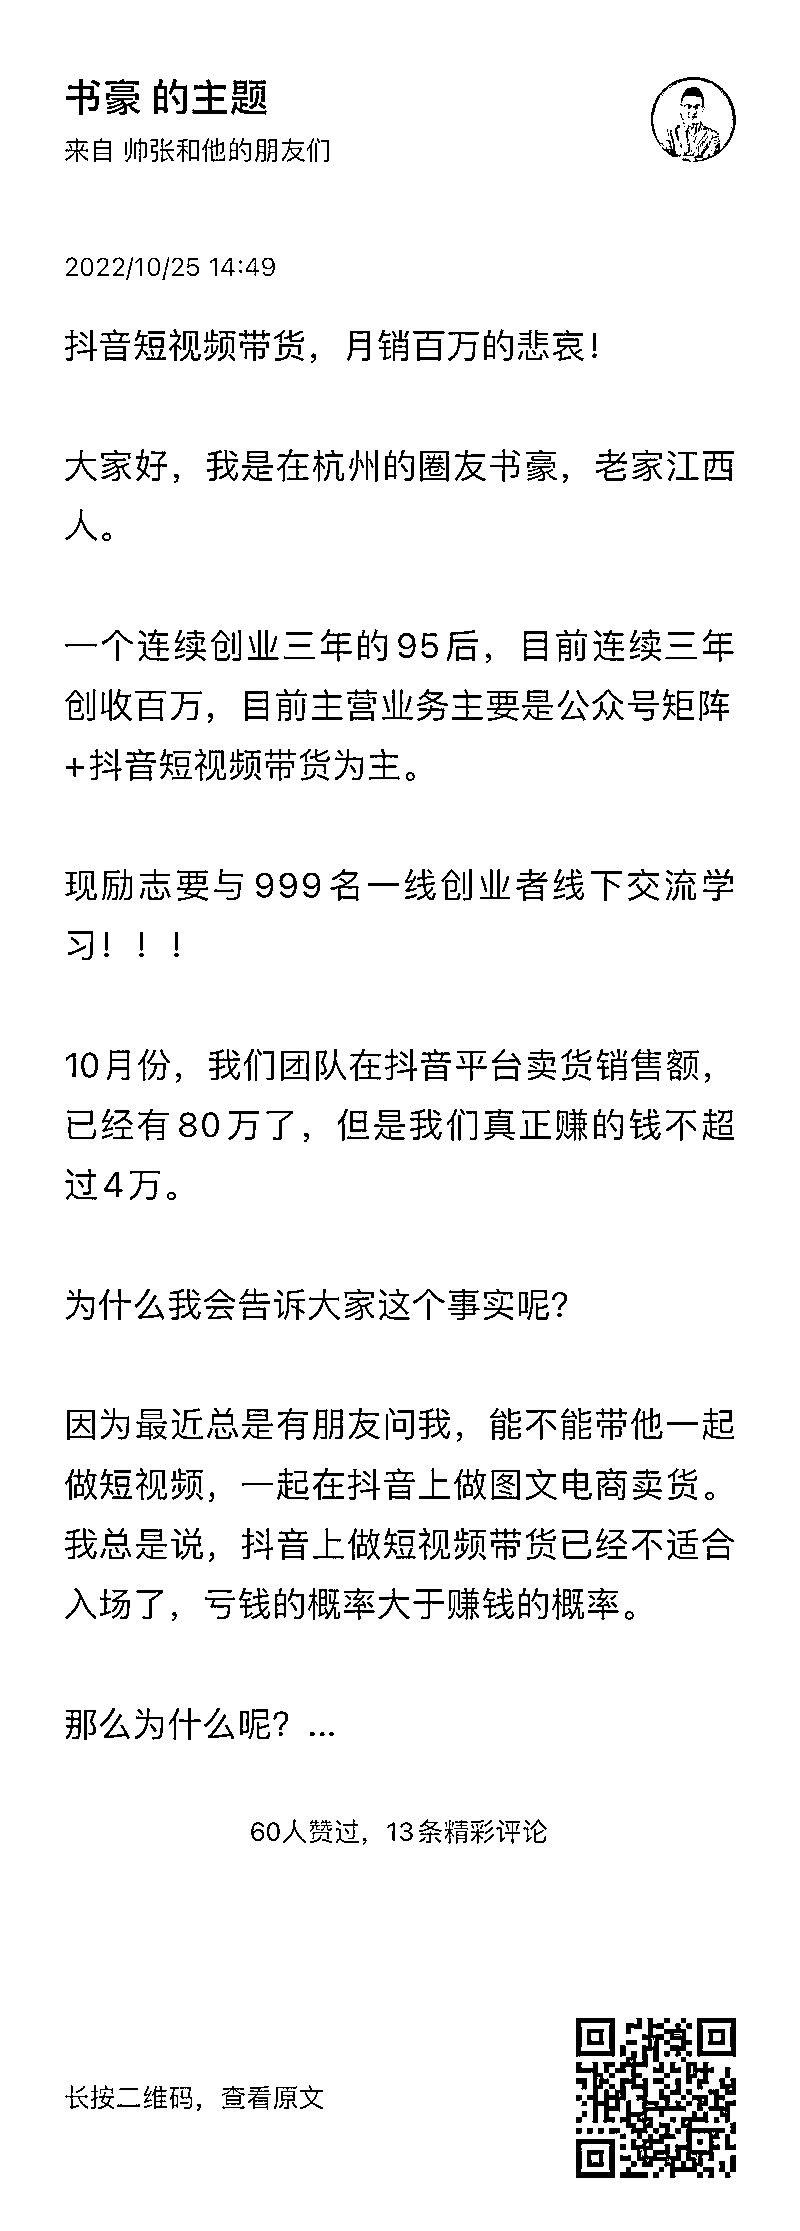 书豪 的主题
来自 帅张和他的朋友们
2022/10/25 14:49
抖音短视频带货，月销百万的悲哀！
大家好，我是在杭州的圈友书豪，老家江西
人。
一个连续创业三年的95后，目前连续三年
创收百万，目前主营业务主要是公众号矩阵
+抖音短视频带货为主。
现励志要与999名一线创业者线下交流学
习！！！
10月份，我们团队在抖音平台卖货销售额，
已经有80万了，但是我们真正赚的钱不超
过4万。
为什么我会告诉大家这个事实呢？
因为最近总是有朋友问我，能不能带他一起
做短视频，一起在抖音上做图文电商卖货。
我总是说，抖音上做短视频带货已经不适合
入场了，亏钱的概率大于赚钱的概率。
那么为什么呢？...
60人赞过，13条精彩评论
长按二维码，查看原文